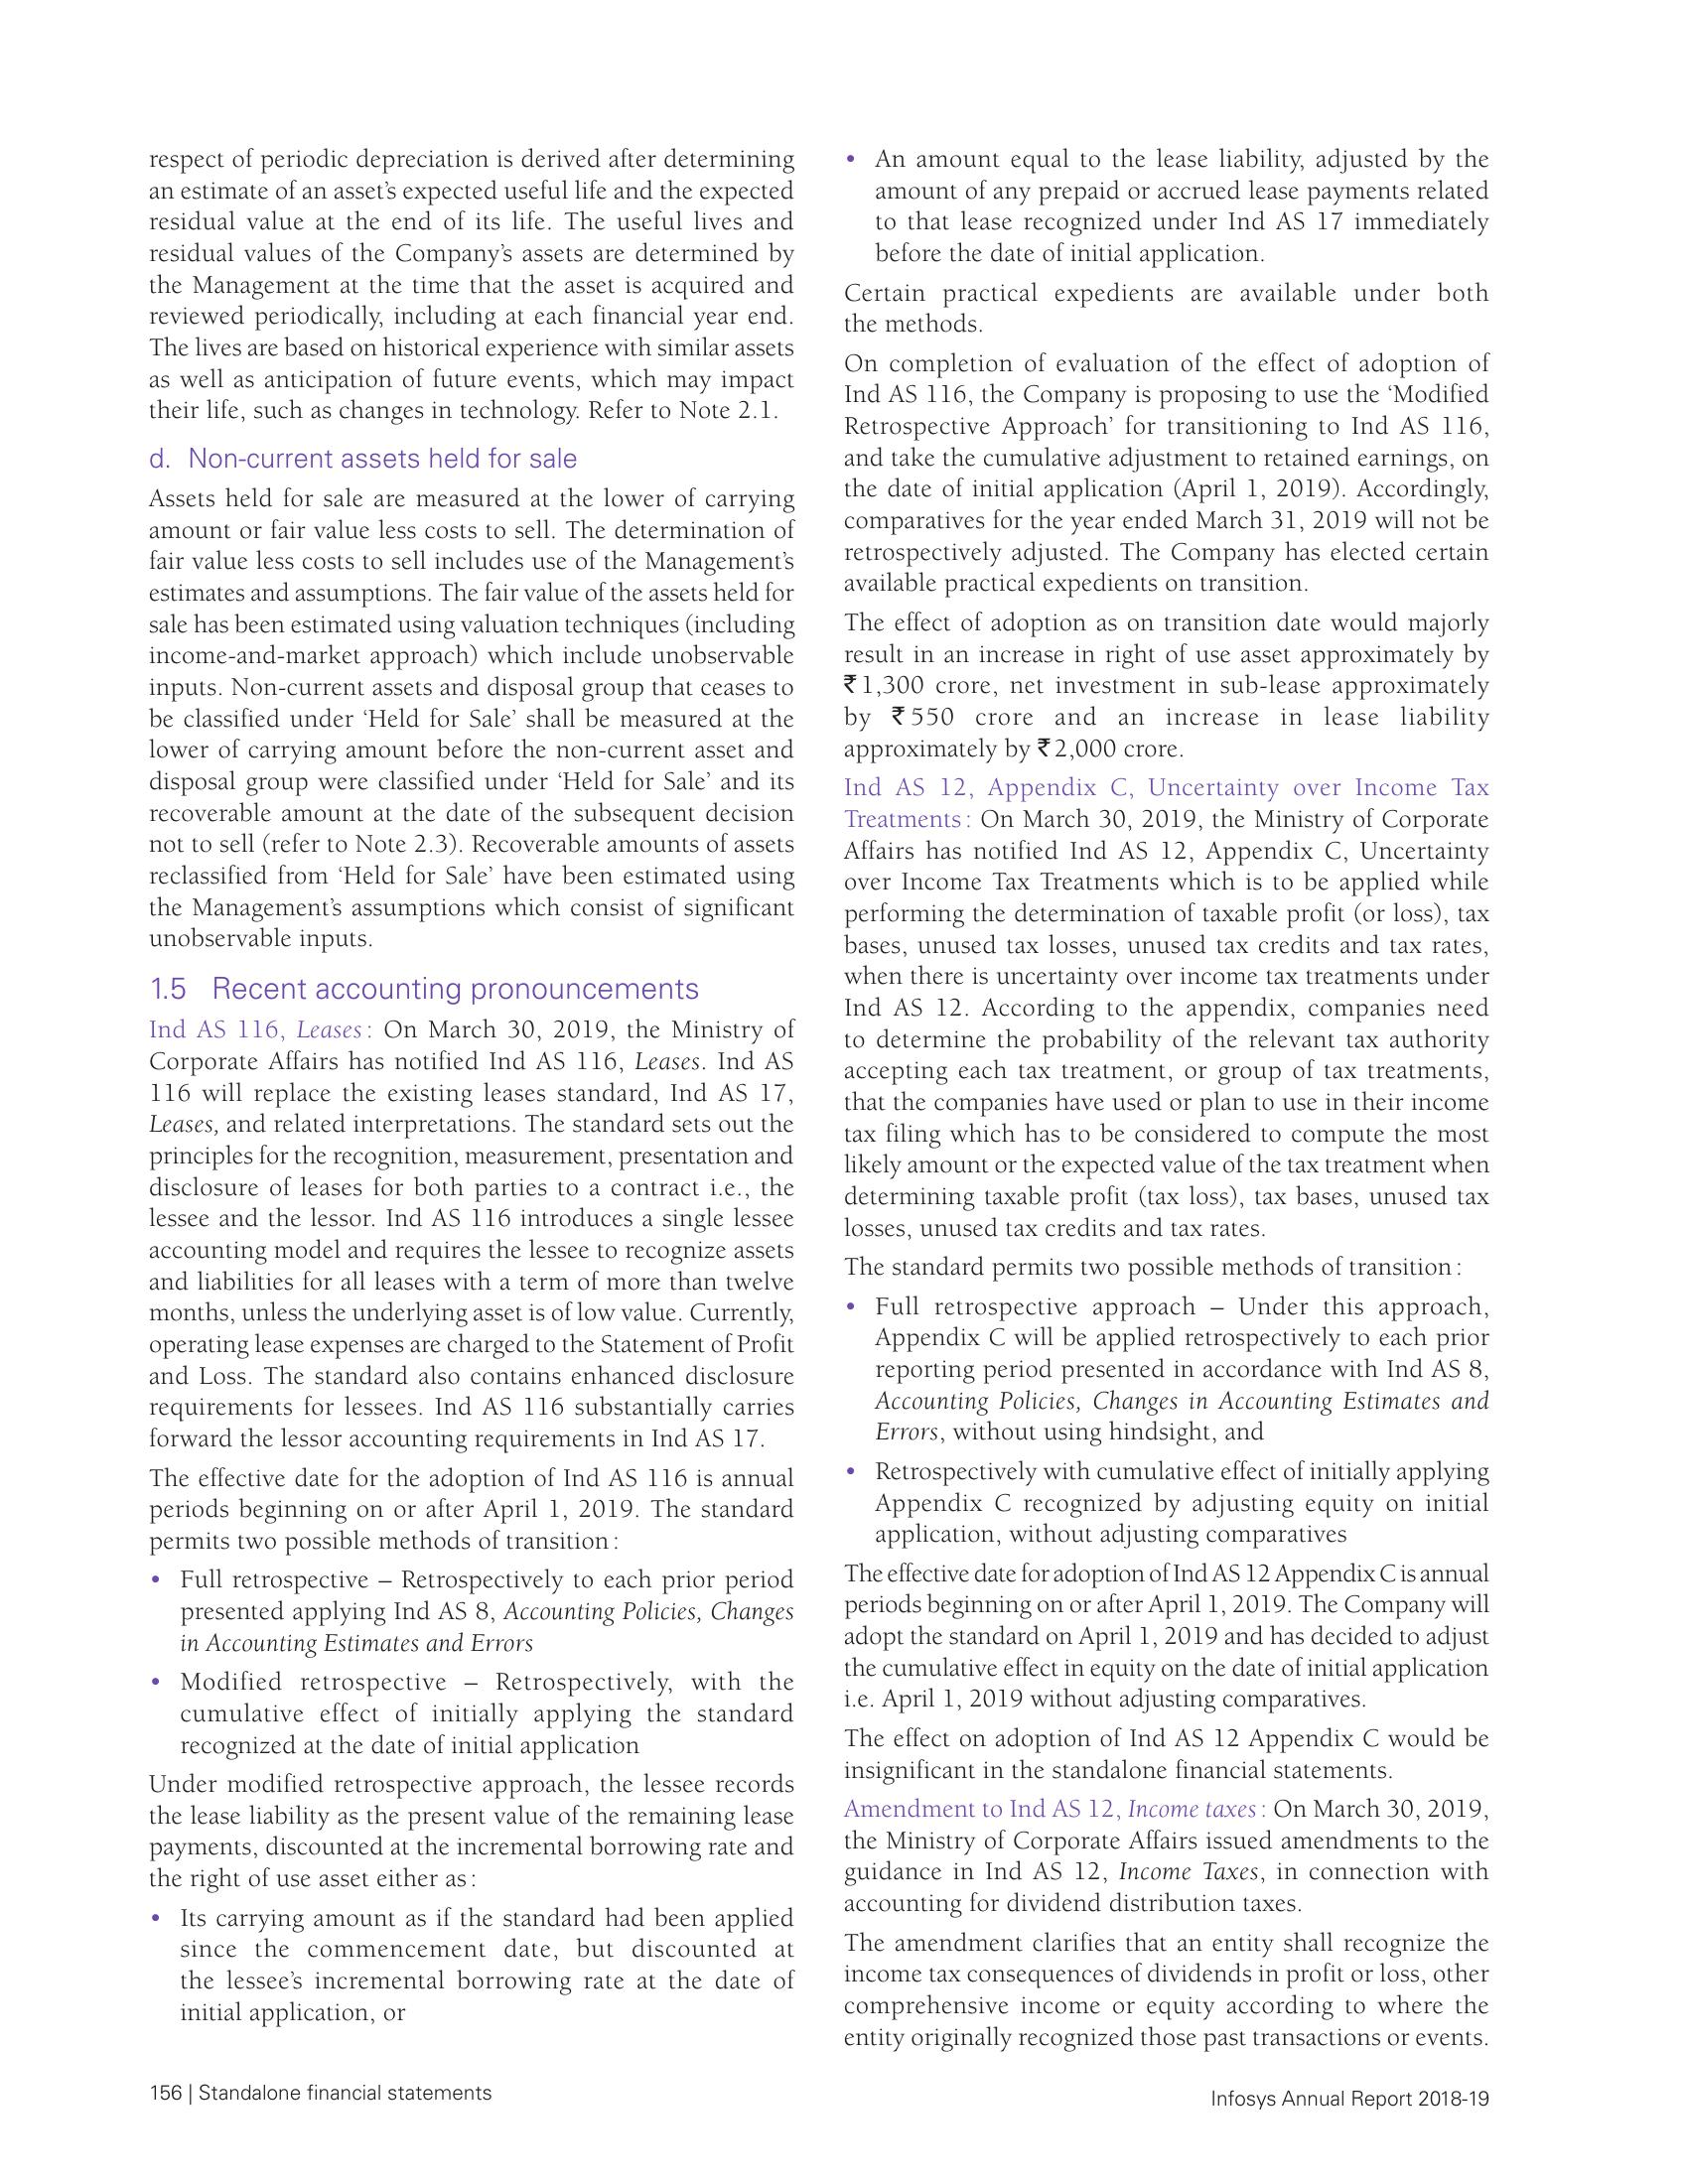 respect of periodic depreciation is derived after determining
an estimate of an asset’s expected useful life and the expected
residual value at the end of its life. The useful lives and
residual values of the Company’s assets are determined by
the Management at the time that the asset is acquired and
reviewed periodically, including at each financial year end.
The lives are based on historical experience with similar assets
as well as anticipation of future events, which may impact
their life, such as changes in technology. Refer to Note 2.1.
d. Non-current assets held for sale
Assets held for sale are measured at the lower of carrying
amount or fair value less costs to sell. The determination of
fair value less costs to sell includes use of the Management’s
estimates and assumptions. The fair value of the assets held for
sale has been estimated using valuation techniques (including
income-and-market approach) which include unobservable
inputs. Non-current assets and disposal group that ceases to
be classified under ‘Held for Sale’ shall be measured at the
lower of carrying amount before the non-current asset and
disposal group were classified under ‘Held for Sale’ and its
recoverable amount at the date of the subsequent decision
not to sell (refer to Note 2.3). Recoverable amounts of assets
reclassified from ‘Held for Sale’ have been estimated using
the Management’s assumptions which consist of significant
unobservable inputs.
1.5 Recent accounting pronouncements
Ind AS 116, Leases: On March 30, 2019, the Ministry of
Corporate Affairs has notified Ind AS 116, Leases. Ind AS
116 will replace the existing leases standard, Ind AS 17,
Leases, and related interpretations. The standard sets out the
principles for the recognition, measurement, presentation and
disclosure of leases for both parties to a contract i.e., the
lessee and the lessor. Ind AS 116 introduces a single lessee
accounting model and requires the lessee to recognize assets
and liabilities for all leases with a term of more than twelve
months, unless the underlying asset is of low value. Currently,
operating lease expenses are charged to the Statement of Profit
and Loss. The standard also contains enhanced disclosure
requirements for lessees. Ind AS 116 substantially carries
forward the lessor accounting requirements in Ind AS 17.
The effective date for the adoption of Ind AS 116 is annual
periods beginning on or after April 1, 2019. The standard
permits two possible methods of transition:
• Full retrospective – Retrospectively to each prior period
presented applying Ind AS 8, Accounting Policies, Changes
in Accounting Estimates and Errors
• Modified retrospective – Retrospectively, with the
cumulative effect of initially applying the standard
recognized at the date of initial application
Under modified retrospective approach, the lessee records
the lease liability as the present value of the remaining lease
payments, discounted at the incremental borrowing rate and
the right of use asset either as:
• Its carrying amount as if the standard had been applied
since the commencement date, but discounted at
the lessee’s incremental borrowing rate at the date of
initial application, or
• An amount equal to the lease liability, adjusted by the
amount of any prepaid or accrued lease payments related
to that lease recognized under Ind AS 17 immediately
before the date of initial application.
Certain practical expedients are available under both
the methods.
On completion of evaluation of the effect of adoption of
Ind AS 116, the Company is proposing to use the ‘Modified
Retrospective Approach’ for transitioning to Ind AS 116,
and take the cumulative adjustment to retained earnings, on
the date of initial application (April 1, 2019). Accordingly,
comparatives for the year ended March 31, 2019 will not be
retrospectively adjusted. The Company has elected certain
available practical expedients on transition.
The effect of adoption as on transition date would majorly
result in an increase in right of use asset approximately by
₹1,300 crore, net investment in sub-lease approximately
by ₹550 crore and an increase in lease liability
approximately by ₹2,000 crore.
Ind AS 12, Appendix C, Uncertainty over Income Tax
Treatments: On March 30, 2019, the Ministry of Corporate
Affairs has notified Ind AS 12, Appendix C, Uncertainty
over Income Tax Treatments which is to be applied while
performing the determination of taxable profit (or loss), tax
bases, unused tax losses, unused tax credits and tax rates,
when there is uncertainty over income tax treatments under
Ind AS 12. According to the appendix, companies need
to determine the probability of the relevant tax authority
accepting each tax treatment, or group of tax treatments,
that the companies have used or plan to use in their income
tax filing which has to be considered to compute the most
likely amount or the expected value of the tax treatment when
determining taxable profit (tax loss), tax bases, unused tax
losses, unused tax credits and tax rates.
The standard permits two possible methods of transition:
• Full retrospective approach – Under this approach,
Appendix C will be applied retrospectively to each prior
reporting period presented in accordance with Ind AS 8,
Accounting Policies, Changes in Accounting Estimates and
Errors, without using hindsight, and
• Retrospectively with cumulative effect of initially applying
Appendix C recognized by adjusting equity on initial
application, without adjusting comparatives
The effective date for adoption of Ind AS 12 Appendix C is annual
periods beginning on or after April 1, 2019. The Company will
adopt the standard on April 1, 2019 and has decided to adjust
the cumulative effect in equity on the date of initial application
i.e. April 1, 2019 without adjusting comparatives.
The effect on adoption of Ind AS 12 Appendix C would be
insignificant in the standalone financial statements.
Amendment to Ind AS 12, Income taxes: On March 30, 2019,
the Ministry of Corporate Affairs issued amendments to the
guidance in Ind AS 12, Income Taxes, in connection with
accounting for dividend distribution taxes.
The amendment clarifies that an entity shall recognize the
income tax consequences of dividends in profit or loss, other
comprehensive income or equity according to where the
entity originally recognized those past transactions or events.
156 | Standalone financial statements
Infosys Annual Report 2018-19